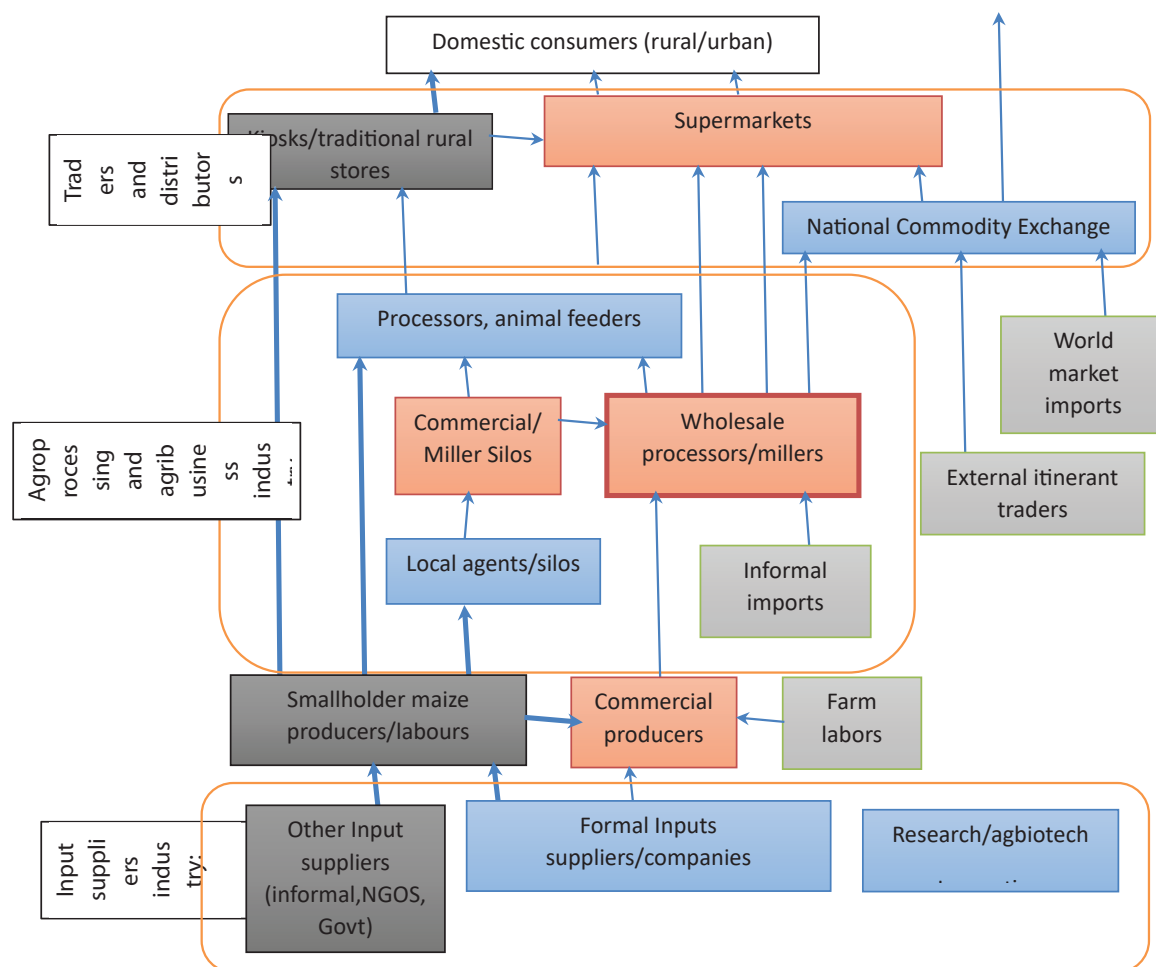 Domestic consumers (rural/urban)
Supermarkets
Kiosks/traditional rural
stores
Trad
ers
and
distri
butor
s
National Commodity Exchange
Processors, animal feeders
World
market
imports
Commercial/
Miller Silos
Wholesale
processors/millers
Agrop
roces
sing
and
agrib
usine
ss
indus
External itinerant
traders
Local agents/silos
Informal
imports
Smallholder maize
producers/labours
Commercial
producers
Farm
labors
Other Input
suppliers
(informal,NGOS,
Govt)
Formal Inputs
suppliers/companies
Research/agbiotech
Input
suppli
ers
indus
try: